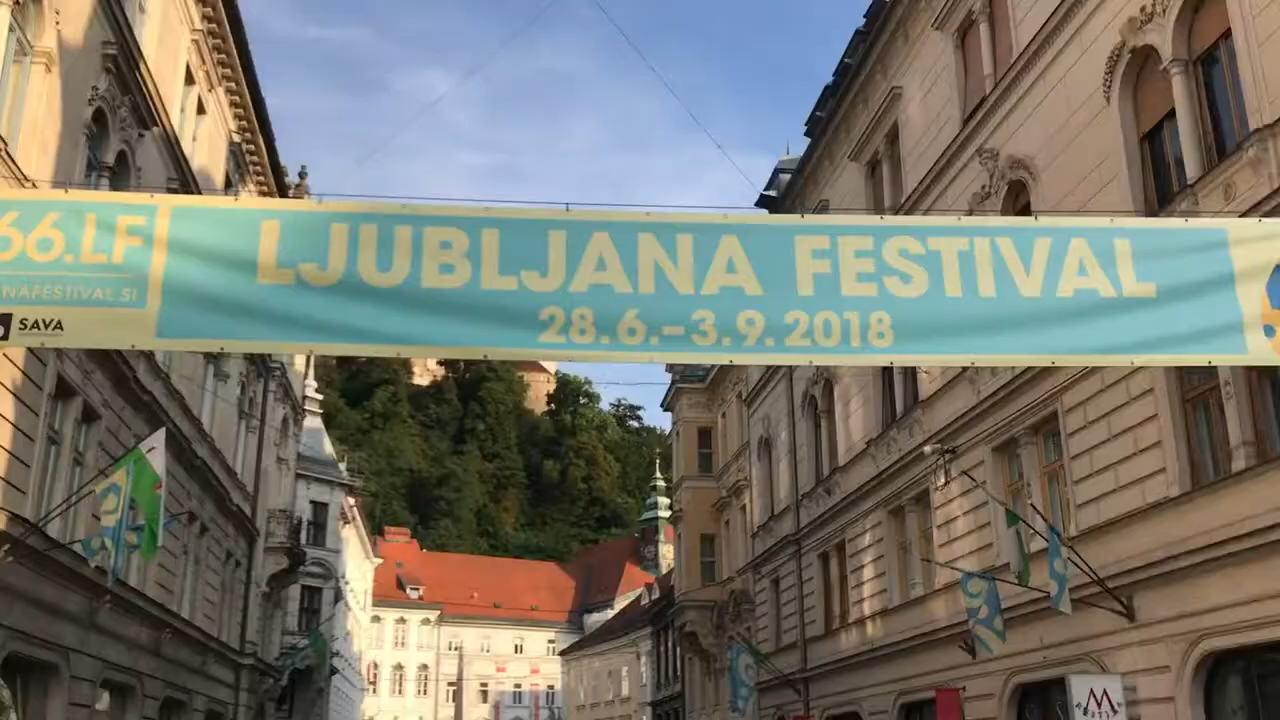 66.LF
NAFESTIVAL.SI
SAVA
LJUBLJANA FESTIVAL
28.6.-3.9.2018
M